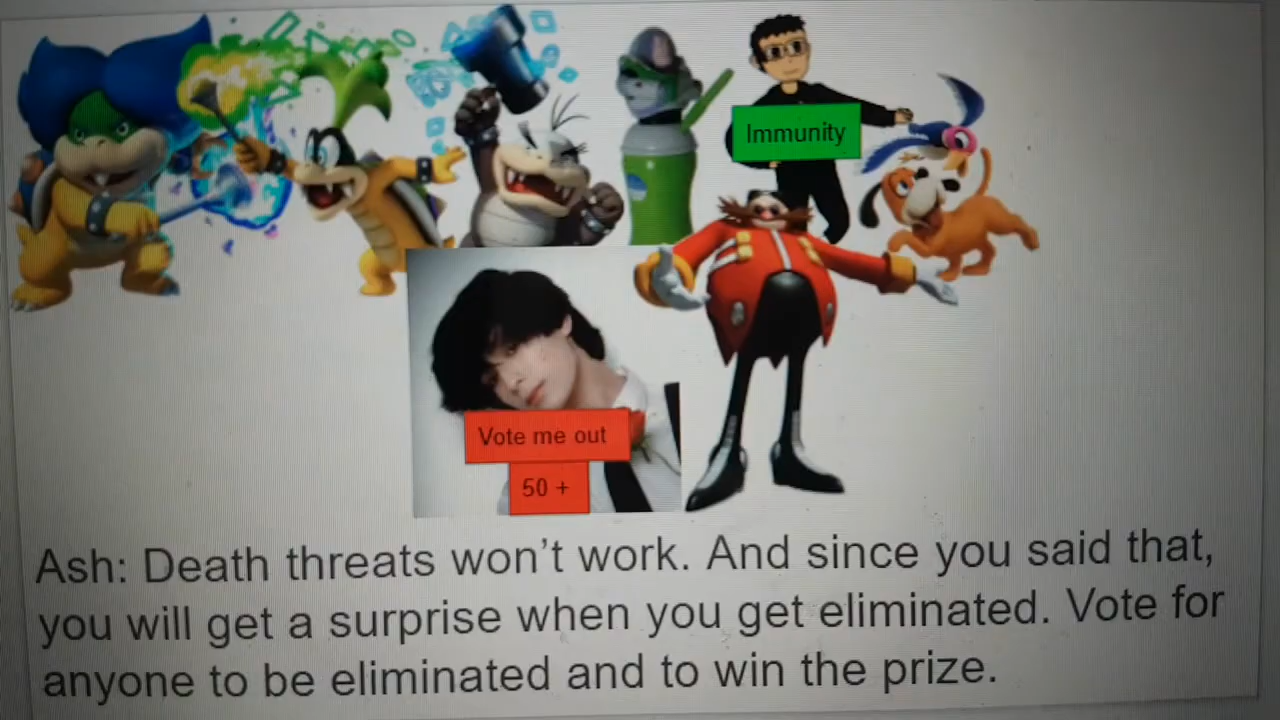 Immunity
Vote me out
50 +
Ash: Death threats won't work. And since you said that,
you will get a surprise when you get eliminated. Vote for
anyone to be eliminated and to win the prize.